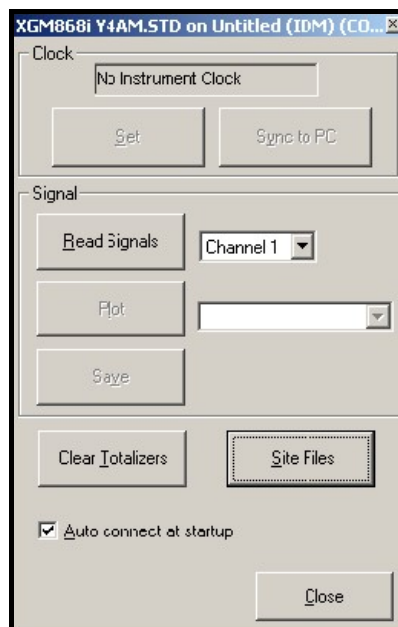 XGM868i Y4AM.STD on Untitled (IDM) (CO...
Clock
No Instrument Clock
Set
Sync to PC
Signal
Read Signals
Channel 1
Plot
Save
Clear Totalizers
Site Files
Auto connect at startup
Close